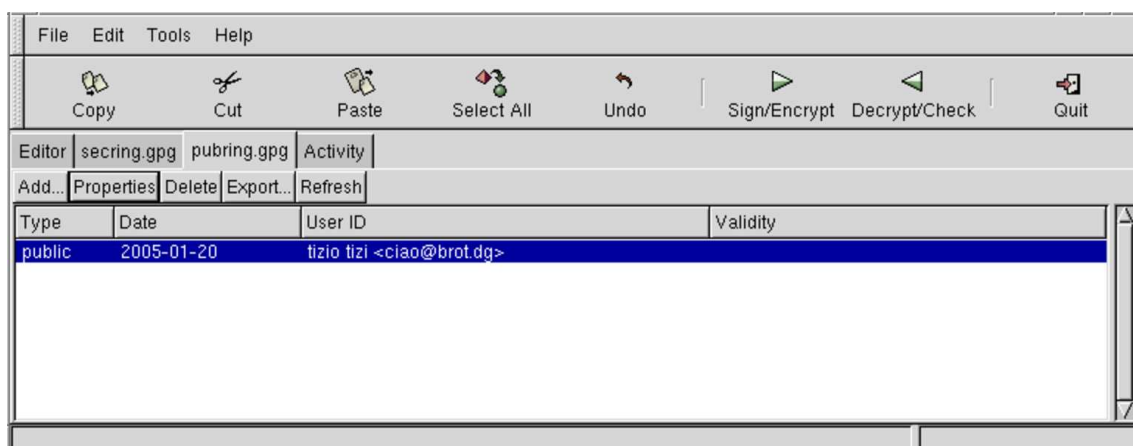 File Edit Tools Help
Copy Cut Paste Select All Undo Sign/Encrypt Decrypt/Check Quit
Editor secring.gpg pubring.gpg Activity
Add... Properties Delete Export... Refresh
Type Date User ID Validity
public 2005-01-20 tizio tizi <ciao@brot.dg>